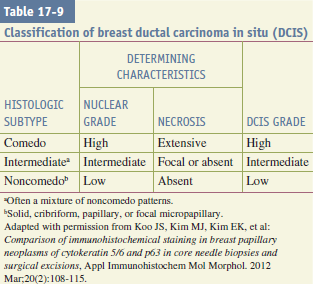 Table 17-9
Classification of breast ductal carcinoma in situ (DCIS)
DETERMINING
CHARACTERISTICS
HISTOLOGIC NUCLEAR
SUBTYPE GRADE NECROSIS DCIS GRADE
Comedo High Extensive High
Intermediateᵃ Intermediate Focal or absent Intermediate
Noncomedoᵇ Low Absent Low
ᵃOften a mixture of noncomedo patterns.
ᵇSolid, cribriform, papillary, or focal micropapillary.
Adapted with permission from Koo JS, Kim MJ, Kim EK, et al:
Comparison of immunohistochemical staining in breast papillary
neoplasms of cytokeratin 5/6 and p63 in core needle biopsies and
surgical excisions, Appl Immunohistochem Mol Morphol. 2012
Mar;20(2):108-115.